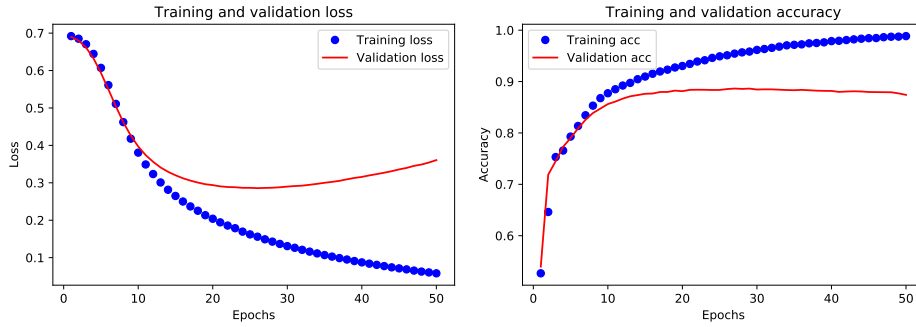 Training and validation loss
0.7
0.6
0.5
0.4
0.3
0.2
0.1
Loss
Training loss
Validation loss
0 10 20 30 40 50
Epochs
Training and validation accuracy
1.0
0.9
0.8
0.7
0.6
Accuracy
Training acc
Validation acc
0 10 20 30 40 50
Epochs